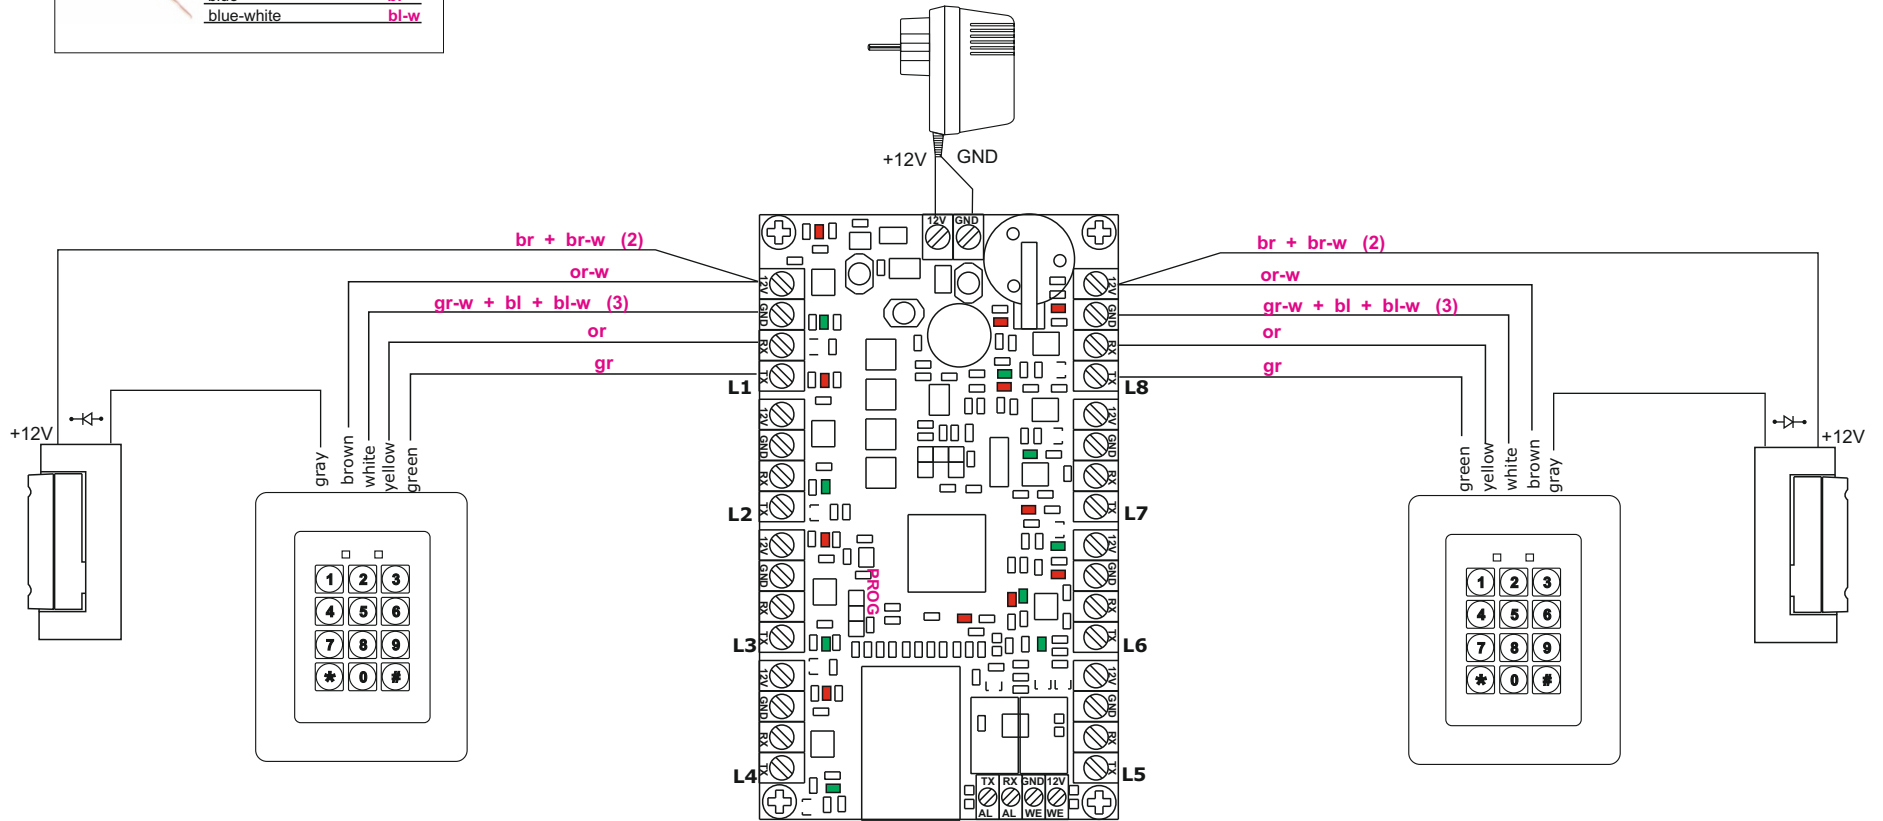 blue-white bl-w
+12V GND
12V GND
br + br-w (2)
or-w
gr-w + bl + bl-w (3)
or
gr
br + br-w (2)
or-w
gr-w + bl + bl-w (3)
or
gr
12V
GND
RX
TX
L1
12V
GND
RX
TX
L2
12V
GND
RX
TX
L3
12V
GND
RX
TX
L4
12V
GND
RX
TX
L8
12V
GND
RX
TX
L7
12V
GND
RX
TX
L6
12V
GND
RX
TX
L5
PROG
TX RX GND 12V
AL AL WE WE
+12V
gray
brown
white
yellow
green
1 2 3
4 5 6
7 8 9
* 0 #
+12V
green
yellow
white
brown
gray
1 2 3
4 5 6
7 8 9
* 0 #